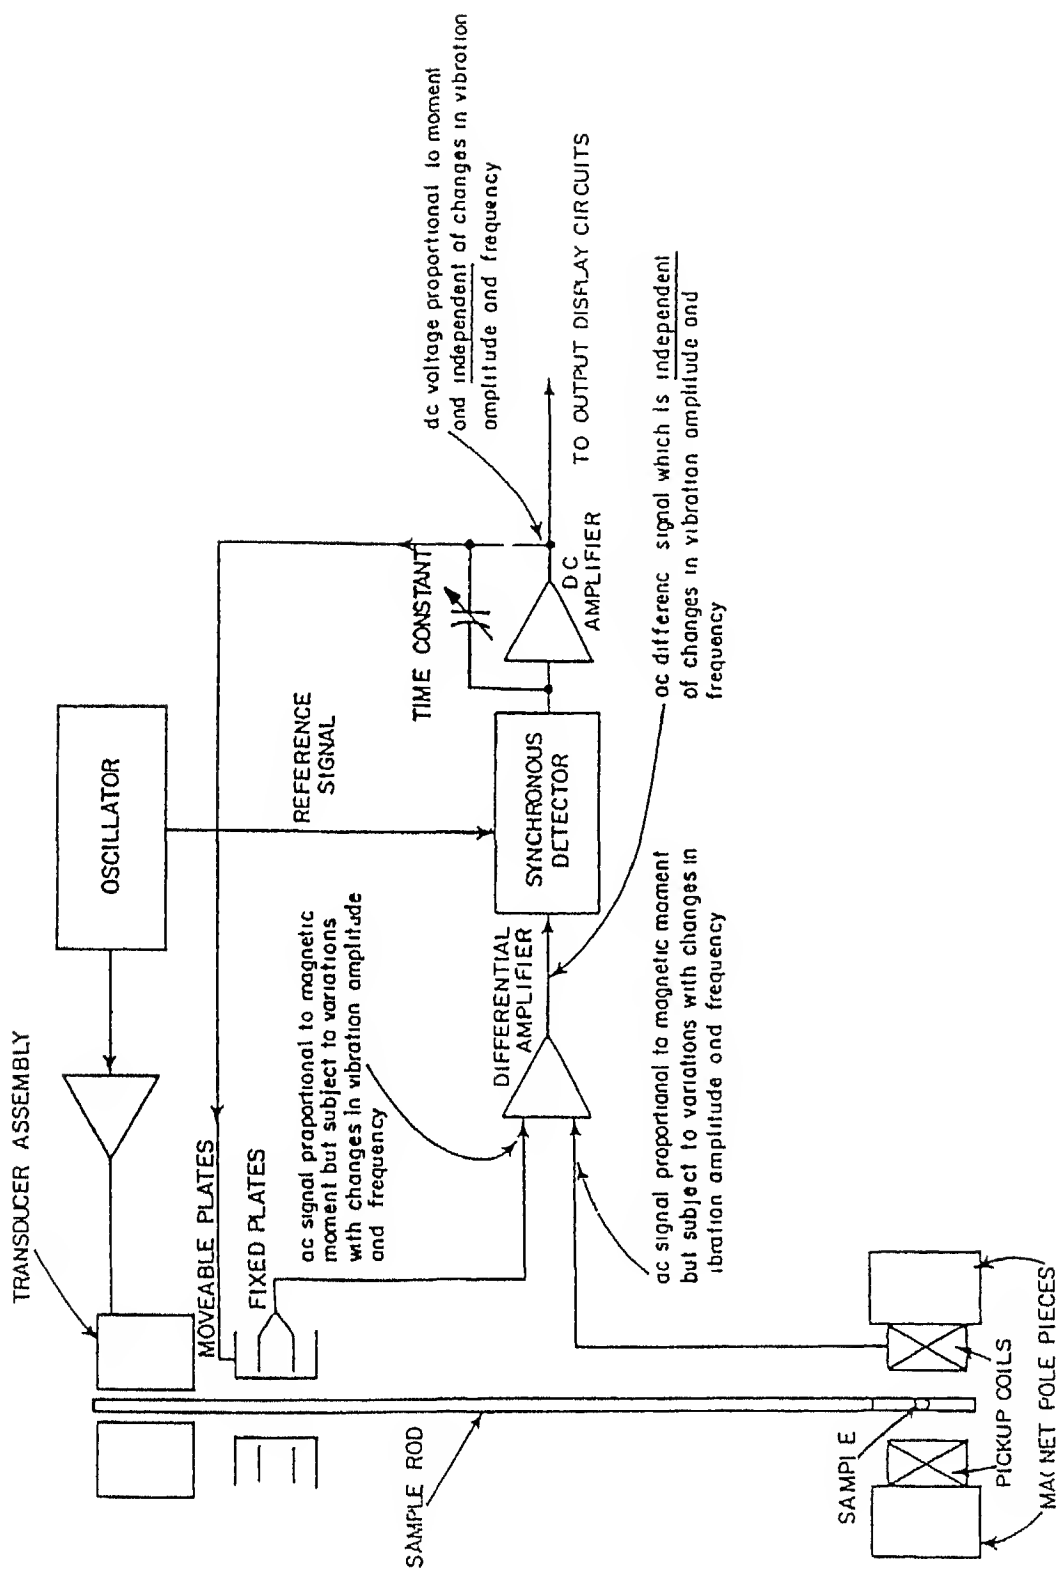 TRANSDUCER ASSEMBLY
OSCILLATOR
MOVEABLE PLATES
FIXED PLATES
REFERENCE
SIGNAL
ac signal proportional to magnetic
moment but subject to variations
with changes in vibration amplitude
and frequency
TIME CONSTANT
dc voltage proportional to moment
and independent of changes in vibration
amplitude and frequency
DIFFERENTIAL
AMPLIFIER
SYNCHRONOUS
DETECTOR
DC
AMPLIFIER
TO OUTPUT DISPLAY CIRCUITS
SAMPLE ROD
ac signal proportional to magnetic moment
but subject to variations with changes in
ibration amplitude and frequency
ac differenc signal which is independent
of changes in vibration amplitude and
frequency
SAMPLE
PICKUP COILS
MAGNET POLE PIECES